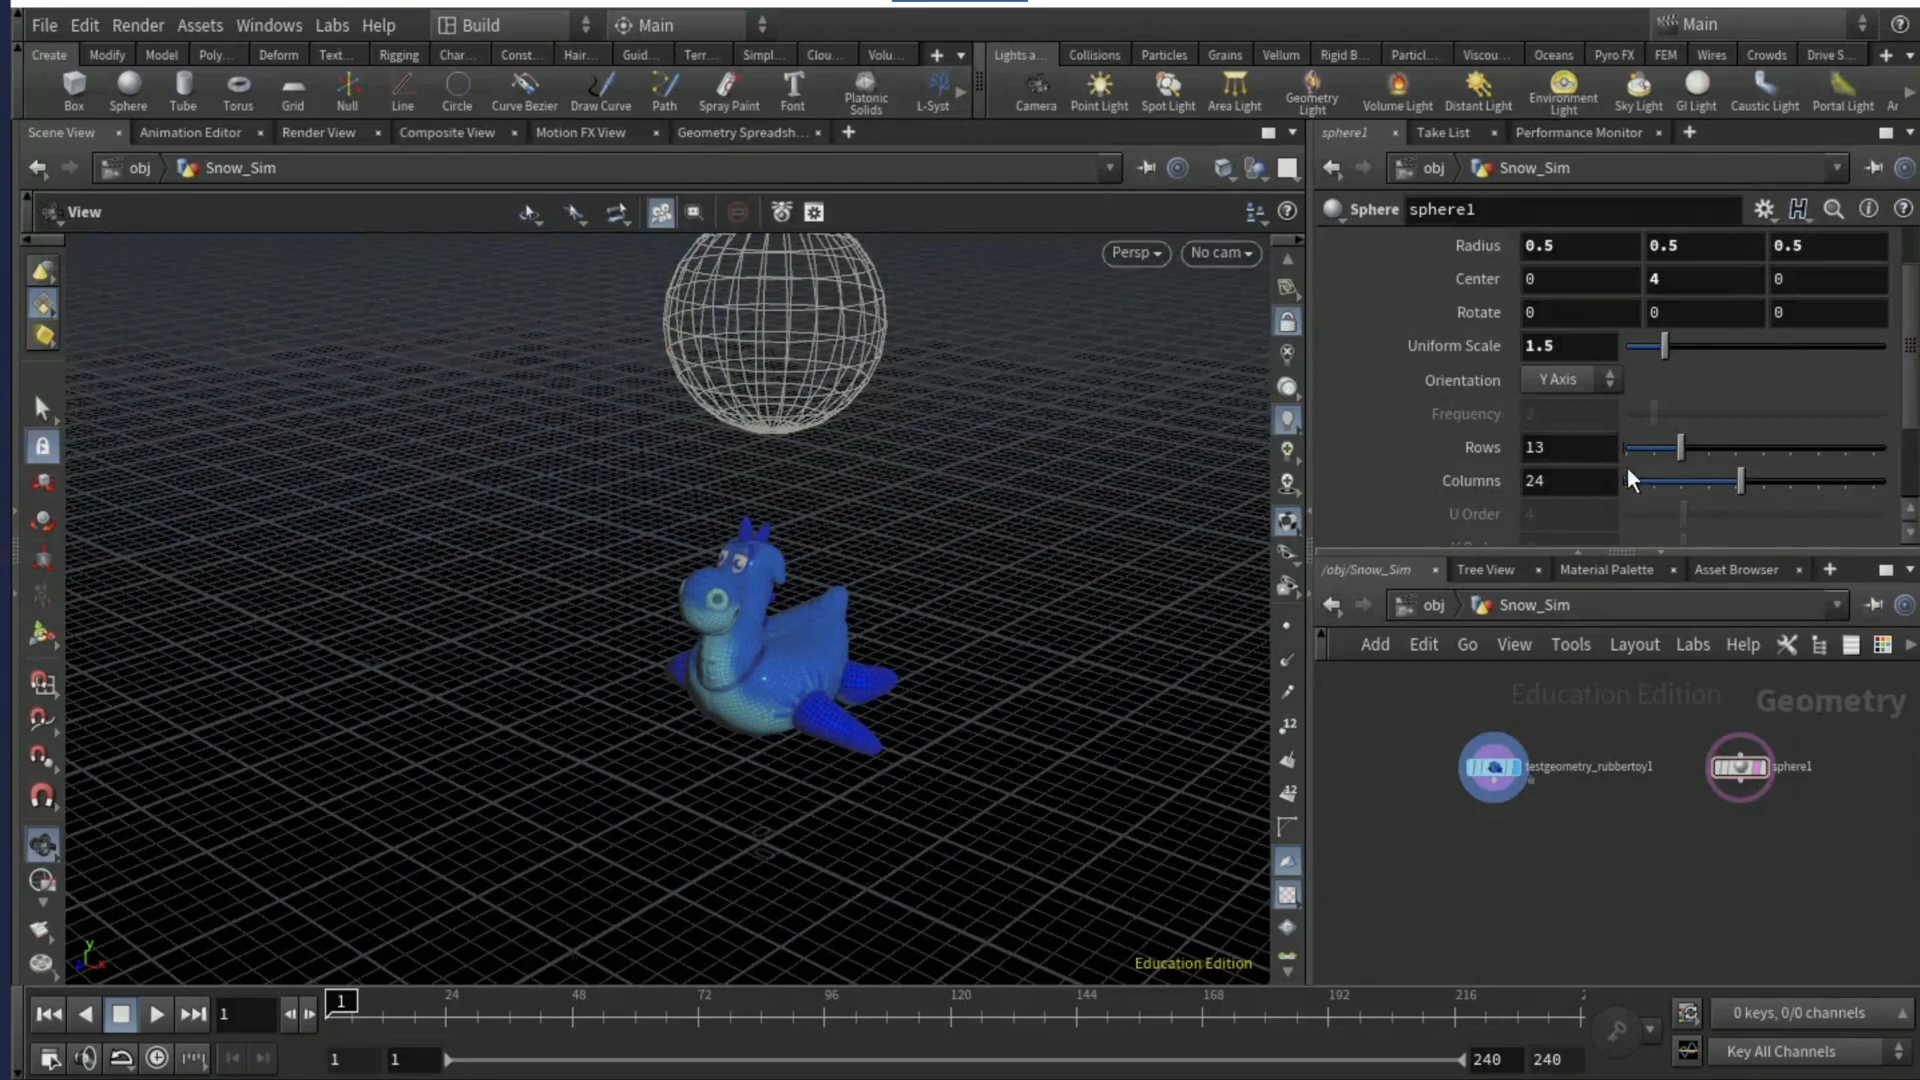 File Edit Render Assets Windows Labs Help Build Main Main
Create Modify Model Poly... Deform Text... Rigging Char... Const... Hair... Guid... Terr... Simpl... Clou... Volu... Lights a... Collisions Particles Grains Vellum Rigid B... Particl... Viscou... Oceans Pyro FX FEM Wires Crowds Drive S...
Box Sphere Tube Torus Grid Null Line Circle Curve Bezier Draw Curve Path Spray Paint Font Platonic Solids L-Syst Camera Point Light Spot Light Area Light Geometry Light Volume Light Distant Light Environment Light Sky Light GI Light Caustic Light Portal Light Ar
Scene View Animation Editor Render View Composite View Motion FX View Geometry Spreadsh... sphere1 Take List Performance Monitor
obj Snow_Sim obj Snow_Sim
View Sphere sphere1
Persp No cam
Radius 0.5 0.5 0.5
Center 0 4 0
Rotate 0 0 0
Uniform Scale 1.5
Orientation Y Axis
Frequency
Rows 13
Columns 24
U Order 4
/obj/Snow_Sim Tree View Material Palette Asset Browser
obj Snow_Sim
Add Edit Go View Tools Layout Labs Help
Education Edition Geometry
testgeometry_rubbertoy1 sphere1
12
12
y
x
Education Edition
1 1 24 48 72 96 120 144 168 192 216 2
0 keys, 0/0 channels
1 1 240 240 Key All Channels